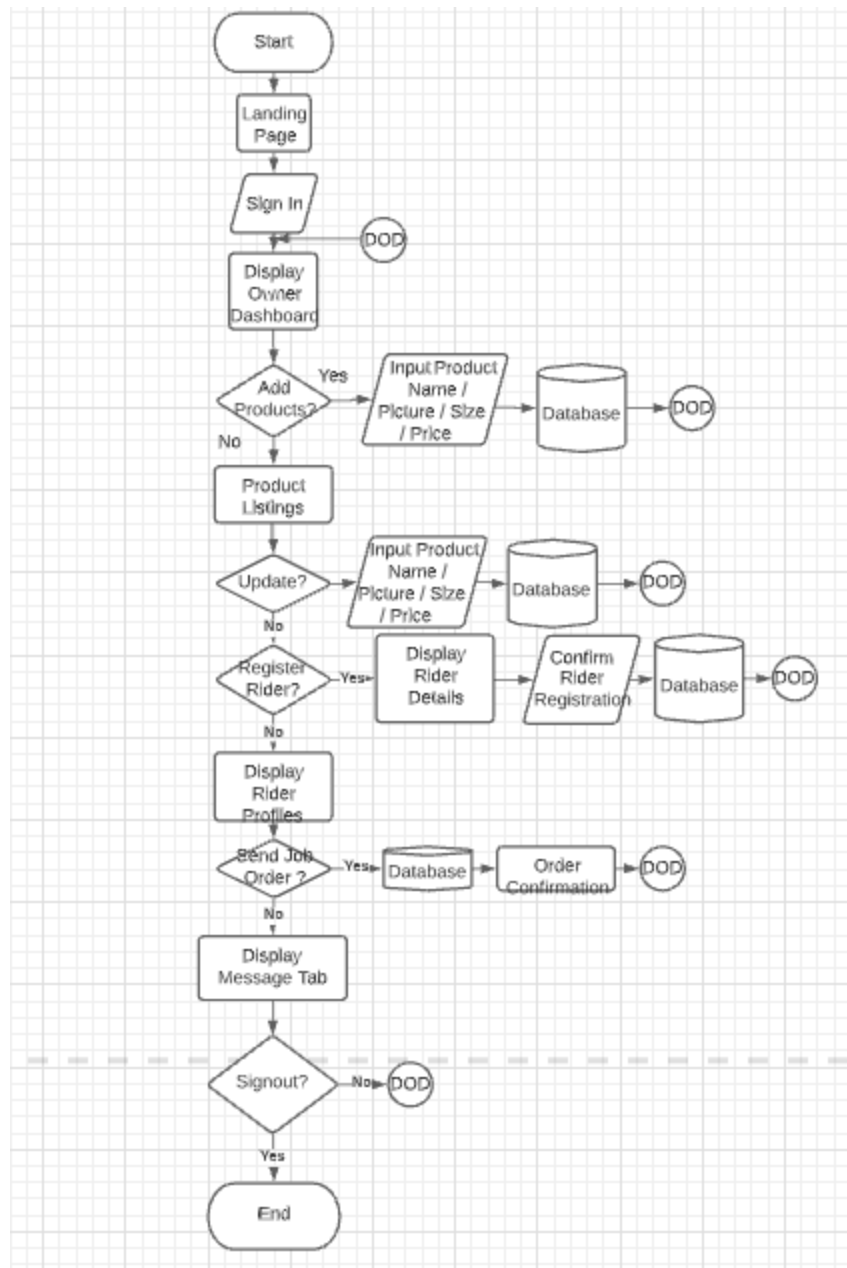 Start
Landing
Page
Sign In
DOD
Display
Owner
Dashboard
Add
Products?
Yes
Input Product
Name /
Picture / Size
/ Price
Database
DOD
No
Product
Listings
Update?
Input Product
Name /
Picture / Size
/ Price
Database
DOD
No
Register
Rider?
Yes
Display
Rider
Details
Confirm
Rider
Registration
Database
DOD
No
Display
Rider
Profiles
Send Job
Order ?
Yes
Database
Order
Confirmation
DOD
No
Display
Message Tab
Signout?
No
DOD
Yes
End